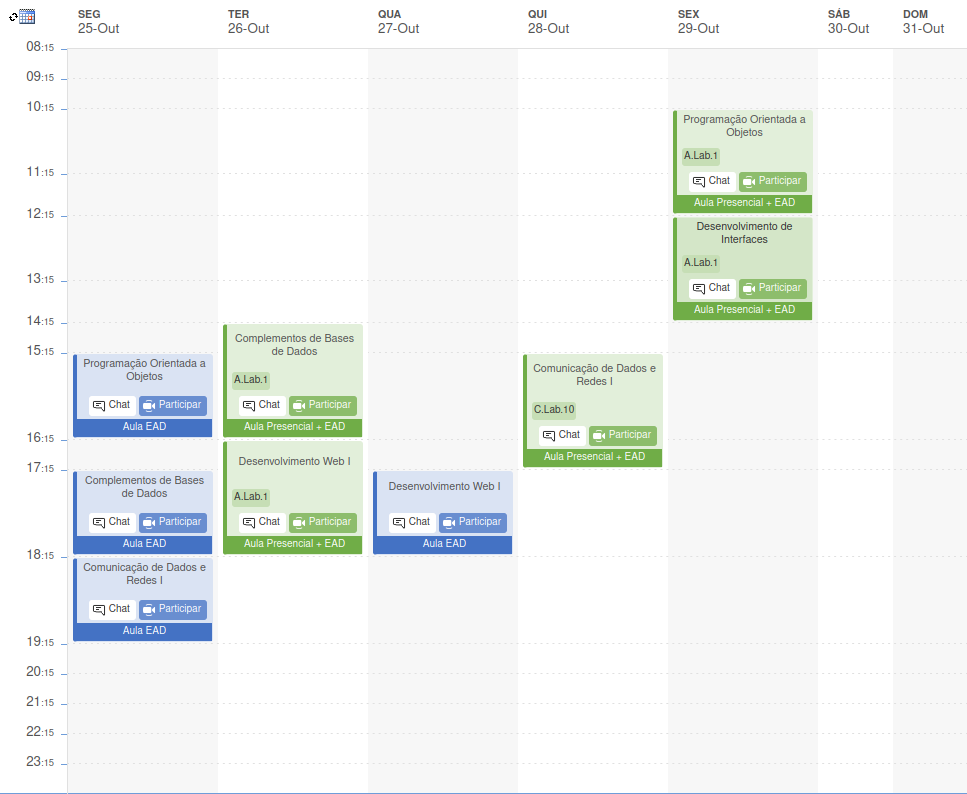 SEG
25-Out
TER
26-Out
QUA
27-Out
QUI
28-Out
SEX
29-Out
SÁB
30-Out
DOM
31-Out
08:15
09:15
10:15
11:15
12:15
13:15
14:15
15:15
16:15
17:15
18:15
19:15
20:15
21:15
22:15
23:15
Programação Orientada a
Objetos
Chat
Participar
Aula EAD
Complementos de Bases
de Dados
Chat
Participar
Aula EAD
Comunicação de Dados e
Redes I
Chat
Participar
Aula EAD
Complementos de Bases
de Dados
A.Lab.1
Chat
Participar
Aula Presencial + EAD
Desenvolvimento Web I
A.Lab.1
Chat
Participar
Aula Presencial + EAD
Desenvolvimento Web I
Chat
Participar
Aula EAD
Comunicação de Dados e
Redes I
C.Lab.10
Chat
Participar
Aula Presencial + EAD
Programação Orientada a
Objetos
A.Lab.1
Chat
Participar
Aula Presencial + EAD
Desenvolvimento de
Interfaces
A.Lab.1
Chat
Participar
Aula Presencial + EAD